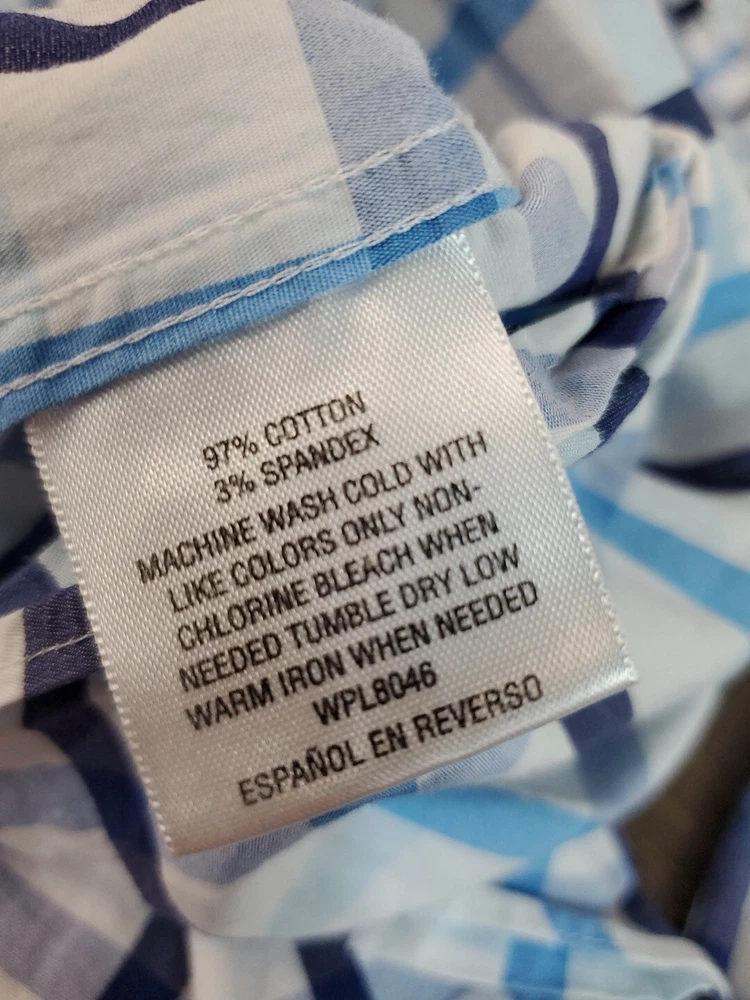 97% COTTON
3% SPANDEX
MACHINE WASH COLD WITH
LIKE COLORS ONLY NON-
CHLORINE BLEACH WHEN
NEEDED TUMBLE DRY LOW
WARM IRON WHEN NEEDED
WPL8046
ESPAÑOL EN REVERSO